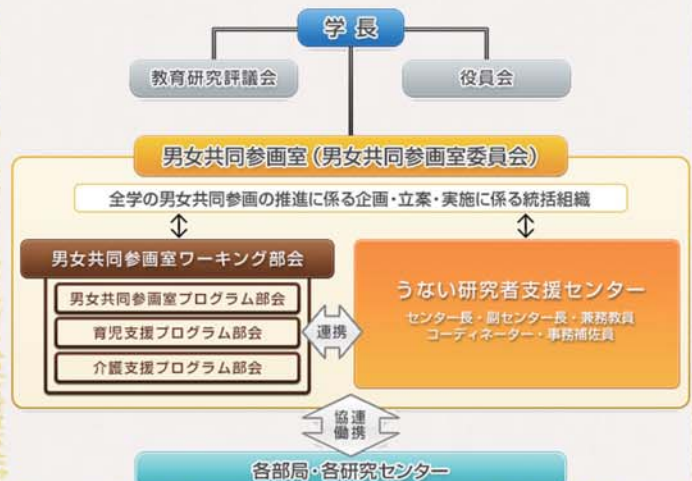 学長
教育研究評議会
役員会
男女共同参画室(男女共同参画室委員会)
全学の男女共同参画の推進に係る企画・立案・実施に係る統括組織
男女共同参画室ワーキング部会
男女共同参画室プログラム部会
育児支援プログラム部会
介護支援プログラム部会
連携
うない研究者支援センター
センター長・副センター長・兼務教員
コーディネーター・事務補佐員
協働
連携
各部局・各研究センター